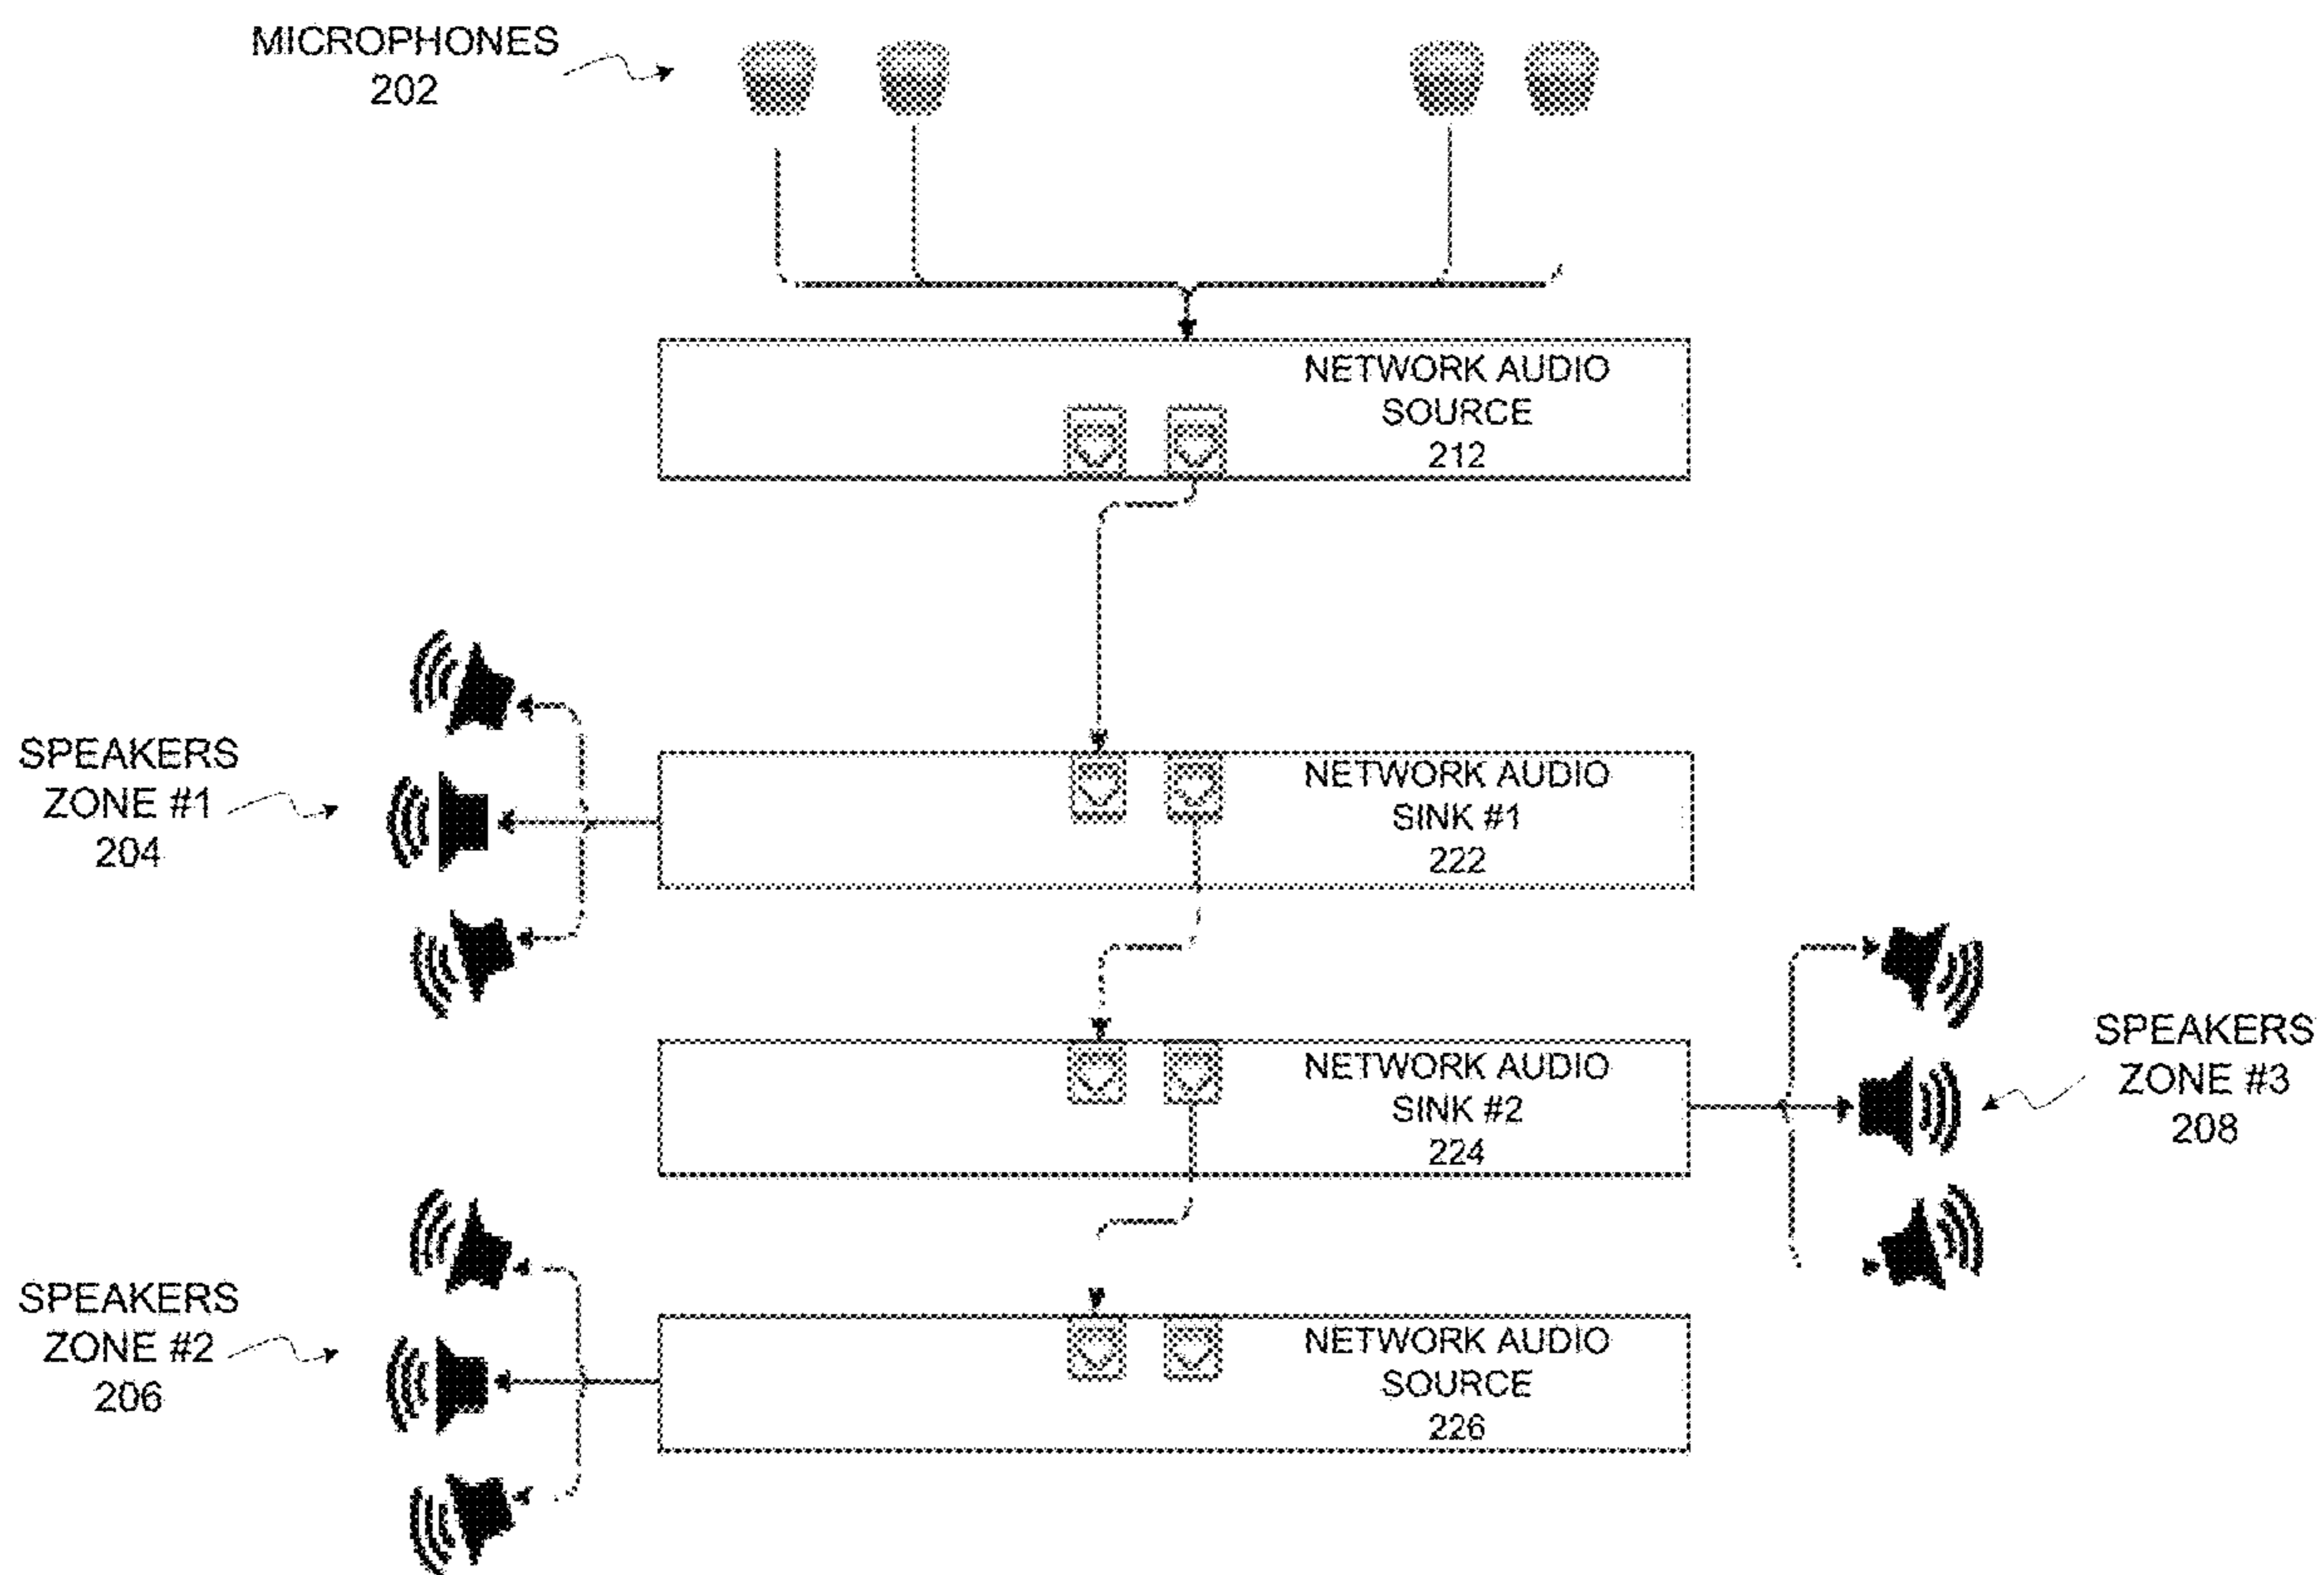 MICROPHONES
202
NETWORK AUDIO
SOURCE
212
SPEAKERS
ZONE #1
204
NETWORK AUDIO
SINK #1
222
NETWORK AUDIO
SINK #2
224
SPEAKERS
ZONE #3
208
SPEAKERS
ZONE #2
206
NETWORK AUDIO
SOURCE
226